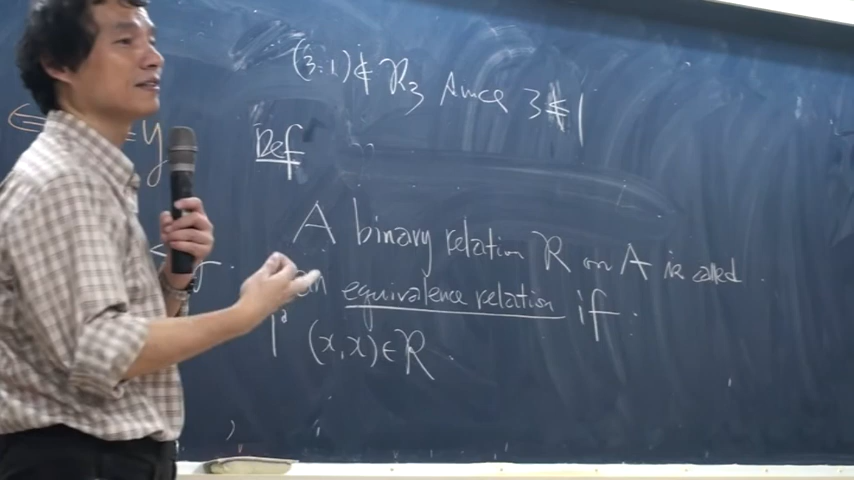 (3,1) ∉ R₃ since 3 ≰ 1
y
Def
A binary relation R on A is called
an equivalence relation if :
1° (x,x) ∈ R